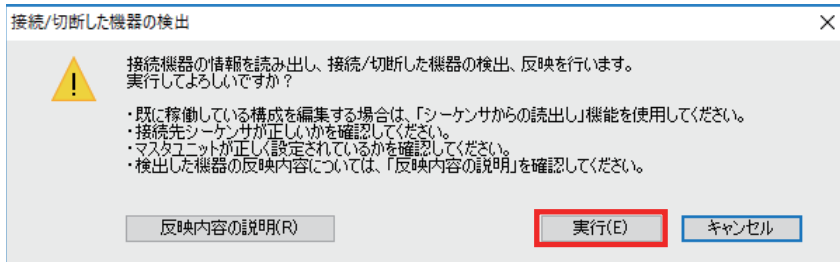 接続/切断した機器の検出
接続機器の情報を読み出し、接続/切断した機器の検出、反映を行います。
実行してよろしいですか？
・既に稼働している構成を編集する場合は、「シーケンサからの読出し」機能を使用してください。
・接続先シーケンサが正しいかを確認してください。
・マスタユニットが正しく設定されているかを確認してください。
・検出した機器の反映内容については、「反映内容の説明」を確認してください。
反映内容の説明(R) 実行(E) キャンセル